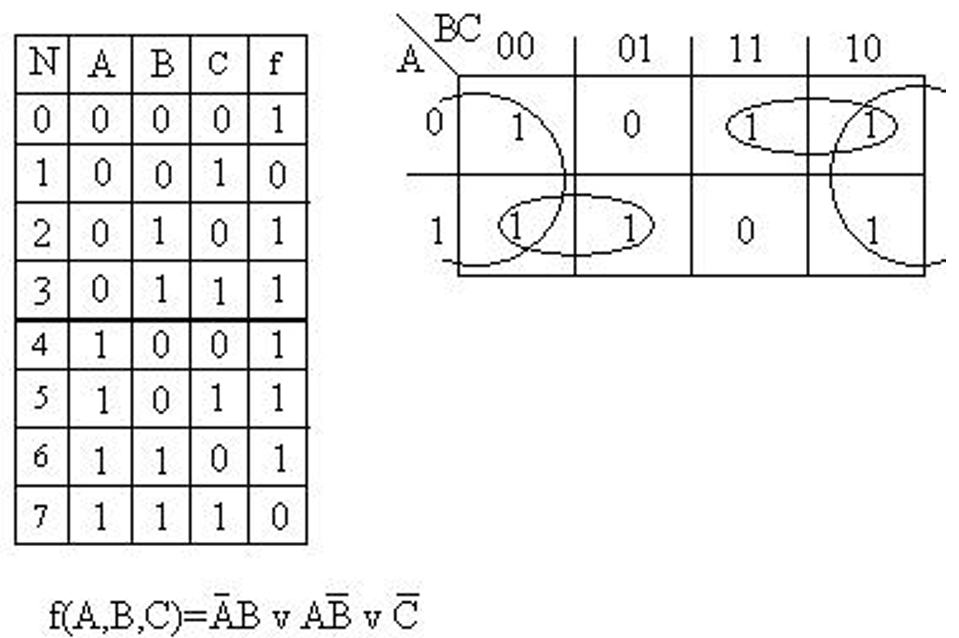 N A B C f
0 0 0 0 1
1 0 0 1 0
2 0 1 0 1
3 0 1 1 1
4 1 0 0 1
5 1 0 1 1
6 1 1 0 1
7 1 1 1 0
BC 00 01 11 10
A
0 1 0 1 1
1 1 1 0 1
f(A,B,C)=A̅B v AB̅ v C̅